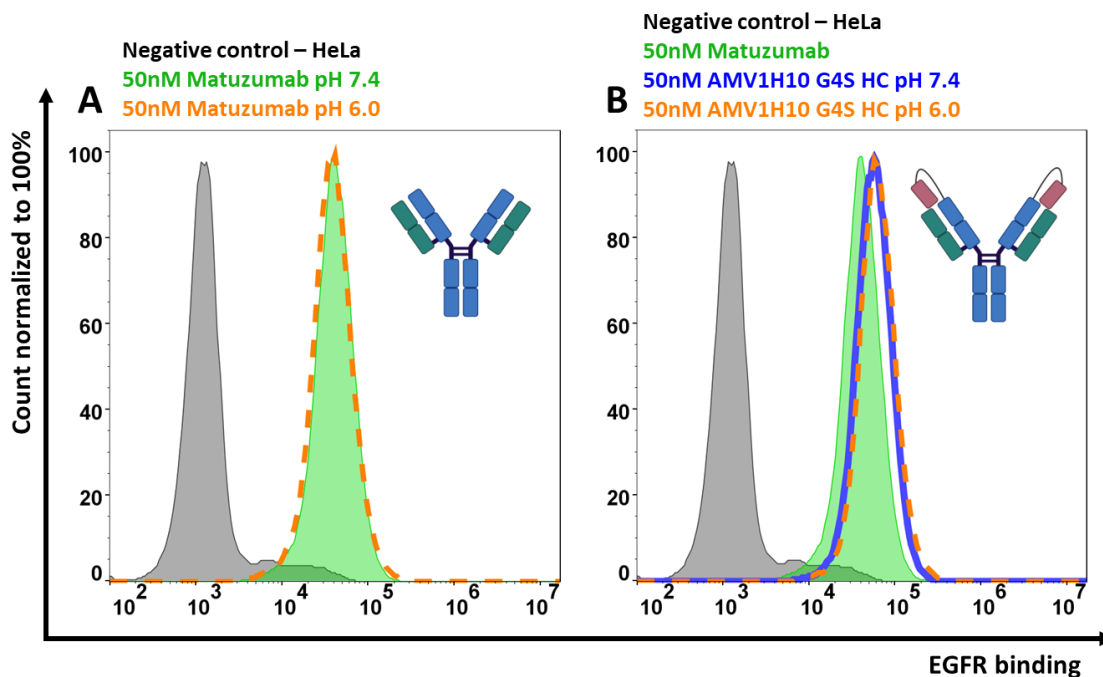 Negative control – HeLa
50nM Matuzumab pH 7.4
50nM Matuzumab pH 6.0
A
Negative control – HeLa
50nM Matuzumab
50nM AMV1H10 G4S HC pH 7.4
50nM AMV1H10 G4S HC pH 6.0
B
Count normalized to 100%
100
80
60
40
20
0
10^2 10^3 10^4 10^5 10^6 10^7
100
80
60
40
20
0
10^2 10^3 10^4 10^5 10^6 10^7
EGFR binding